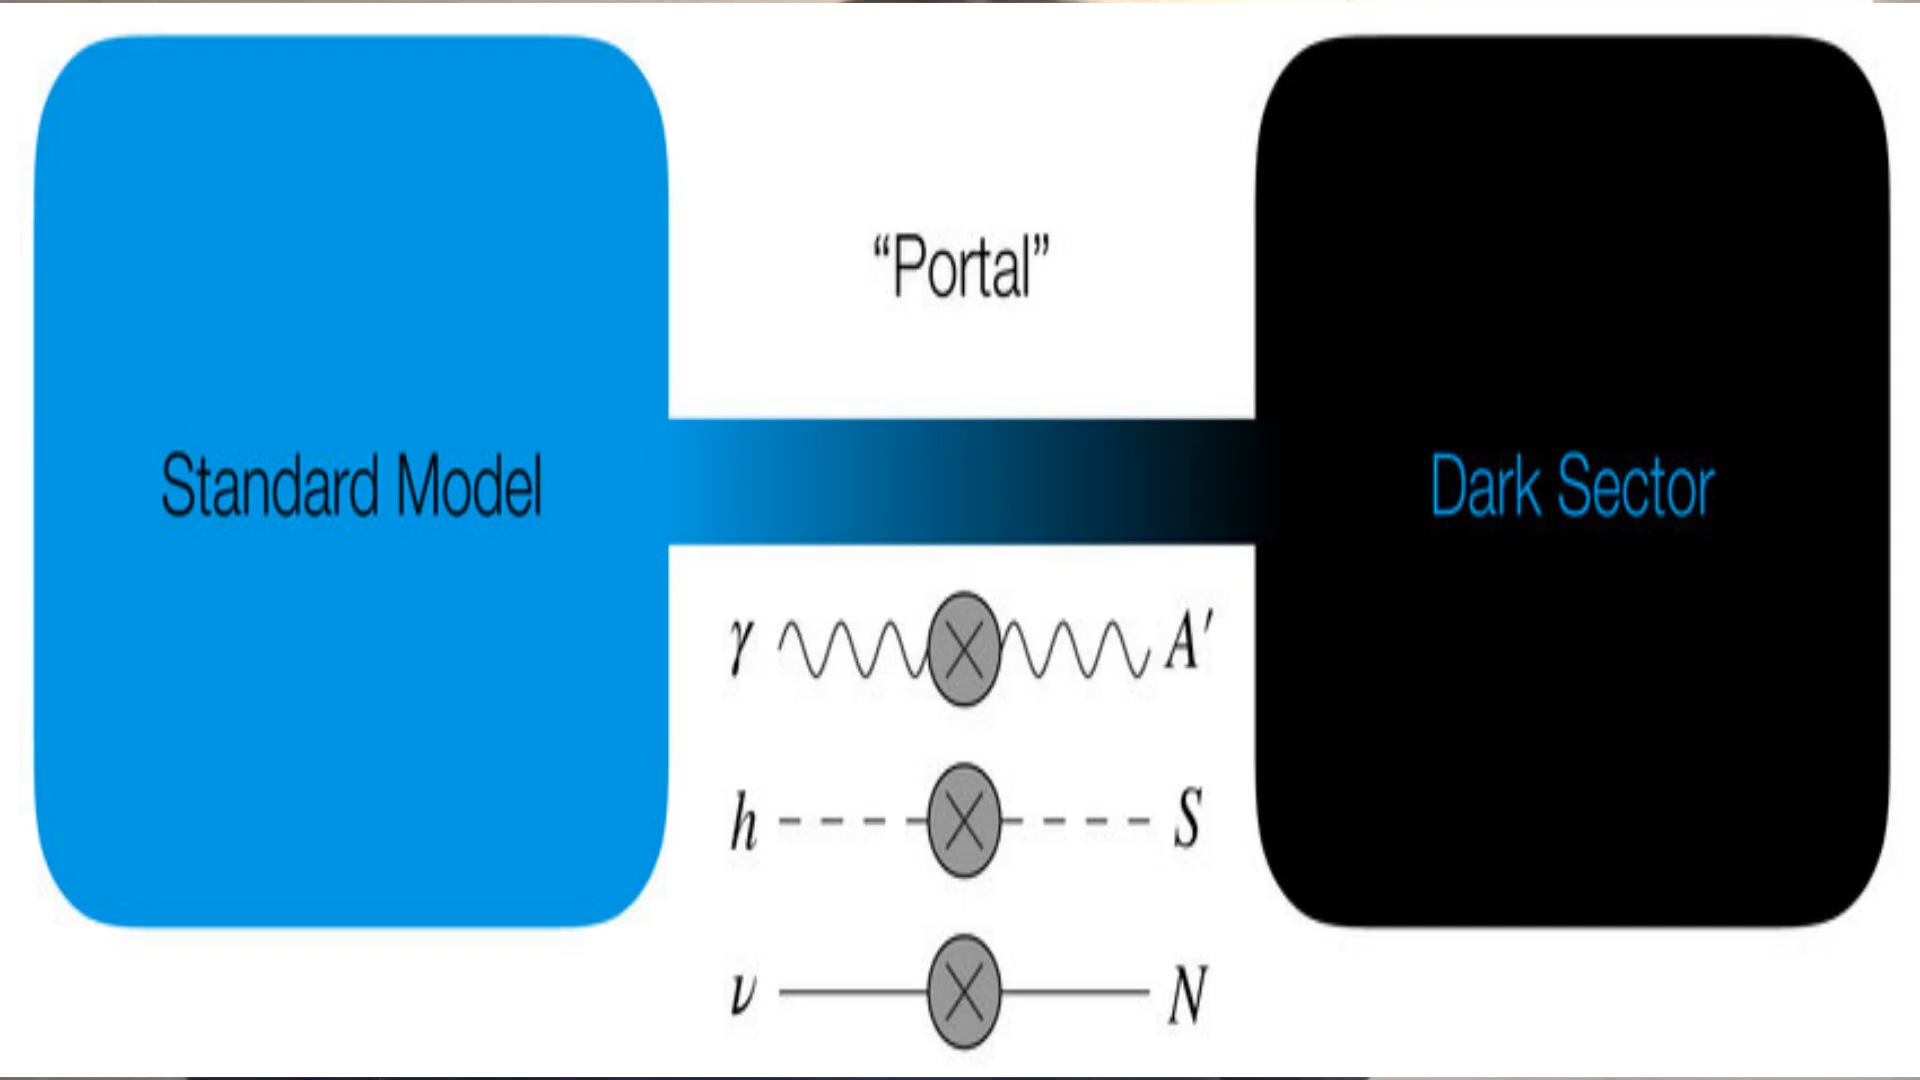 “Portal”
Standard Model
Dark Sector
γ A′
h S
ν N